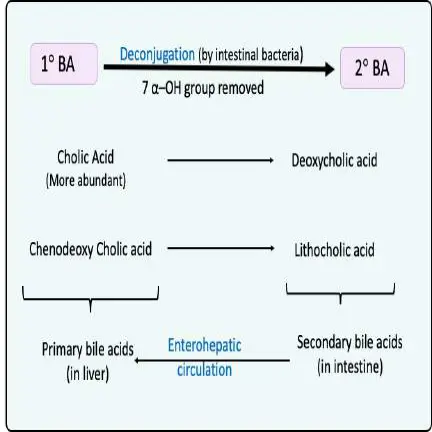 1° BA
Deconjugation (by intestinal bacteria)
2° BA
7 α–OH group removed
Cholic Acid
(More abundant)
Deoxycholic acid
Chenodeoxy Cholic acid
Lithocholic acid
Primary bile acids
(in liver)
Enterohepatic
circulation
Secondary bile acids
(in intestine)